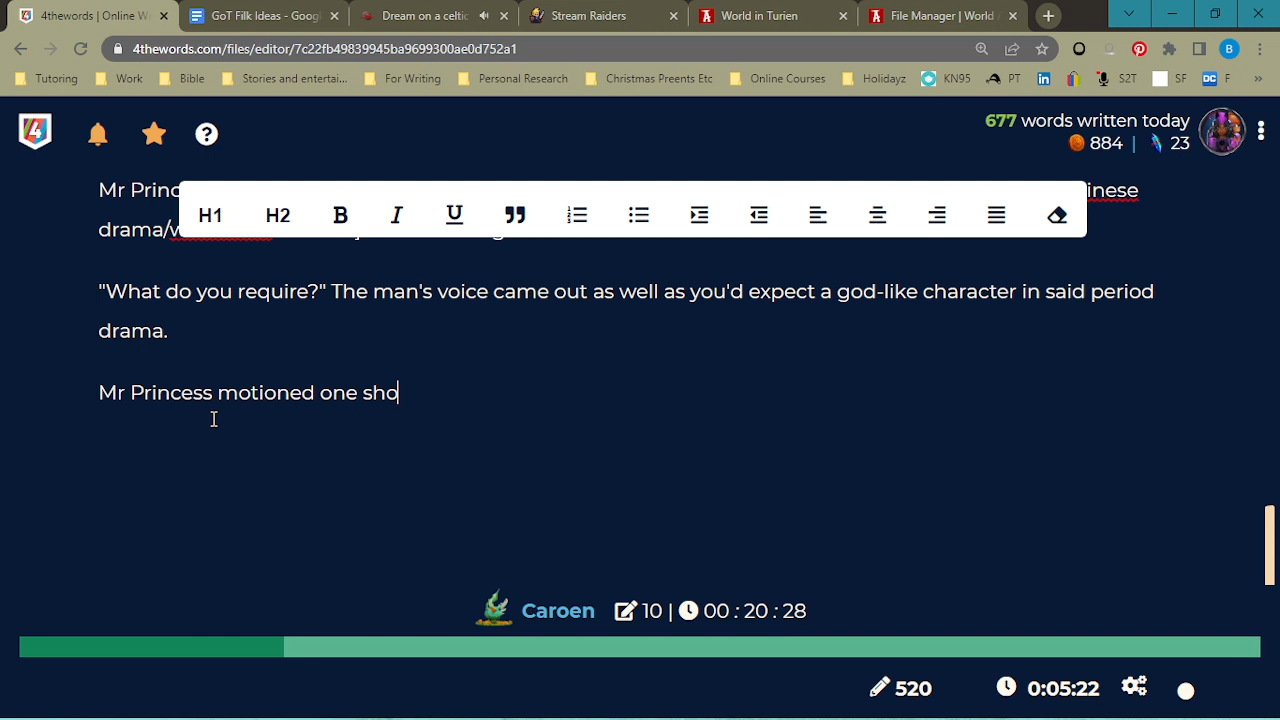 4thewords | Online Wr
GoT Filk Ideas - Goog
Dream on a celtic
Stream Raiders
World in Turien
File Manager | World
4thewords.com/files/editor/7c22fb49839945ba9699300ae0d752a1
B
Tutoring
Work
Bible
Stories and entertai...
For Writing
Personal Research
Christmas Preents Etc
Online Courses
Holidayz
KN95
PT
S2T
SF
DC F
»
4
?
677 words written today
884 | 23
Mr Princ inese
H1 H2 B I U
drama/v
"What do you require?" The man's voice came out as well as you'd expect a god-like character in said period
drama.
Mr Princess motioned one sho
Caroen 10 | 00 : 20 : 28
520 0:05:22